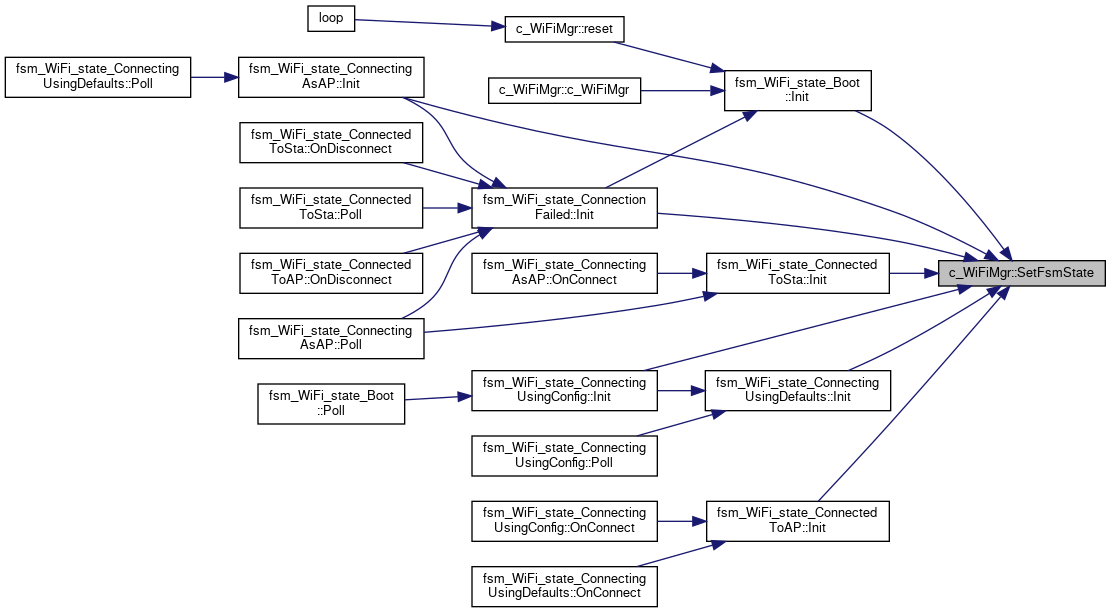 loop
c_WiFiMgr::reset
fsm_WiFi_state_Connecting
UsingDefaults::Poll
fsm_WiFi_state_Connecting
AsAP::Init
c_WiFiMgr::c_WiFiMgr
fsm_WiFi_state_Boot
::Init
fsm_WiFi_state_Connected
ToSta::OnDisconnect
fsm_WiFi_state_Connected
ToSta::Poll
fsm_WiFi_state_Connection
Failed::Init
fsm_WiFi_state_Connected
ToAP::OnDisconnect
fsm_WiFi_state_Connecting
AsAP::OnConnect
fsm_WiFi_state_Connected
ToSta::Init
c_WiFiMgr::SetFsmState
fsm_WiFi_state_Connecting
AsAP::Poll
fsm_WiFi_state_Boot
::Poll
fsm_WiFi_state_Connecting
UsingConfig::Init
fsm_WiFi_state_Connecting
UsingDefaults::Init
fsm_WiFi_state_Connecting
UsingConfig::Poll
fsm_WiFi_state_Connecting
UsingConfig::OnConnect
fsm_WiFi_state_Connected
ToAP::Init
fsm_WiFi_state_Connecting
UsingDefaults::OnConnect